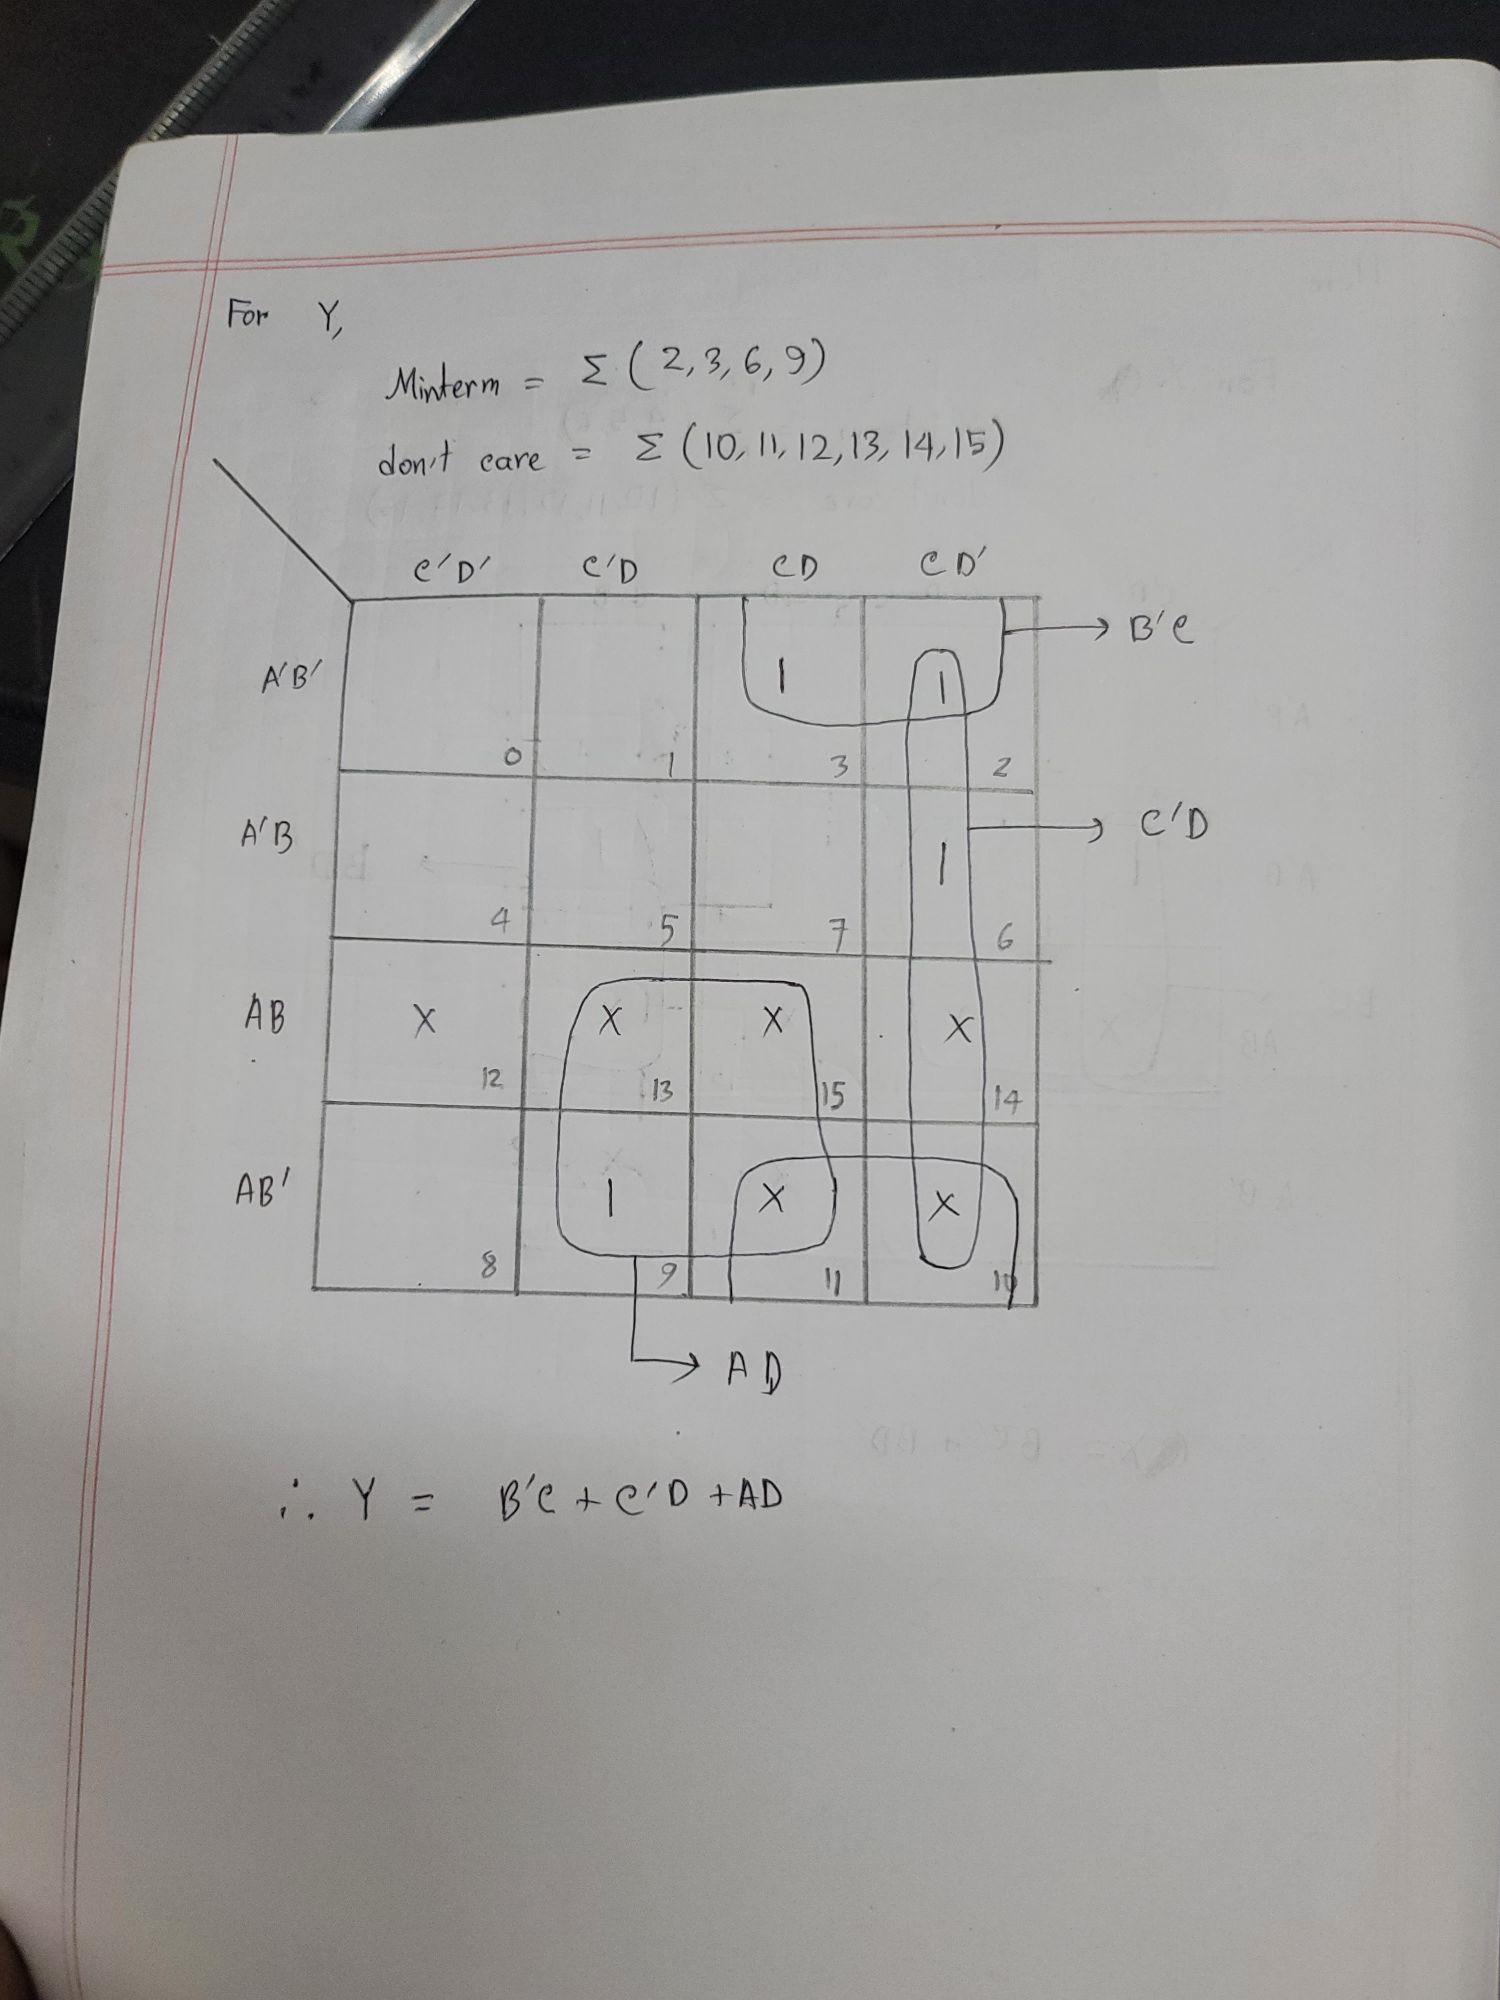 For Y,
Minterm = Σ (2,3,6,9)
don't care = Σ (10,11,12,13,14,15)
C'D' C'D CD CD'
A'B' 1 1 → B'C
0 1 3 2
A'B 1 → C'D
4 5 7 6
AB X X X X
12 13 15 14
AB' 1 X X
8 9 11 10
→ AD
∴ Y = B'C + C'D + AD